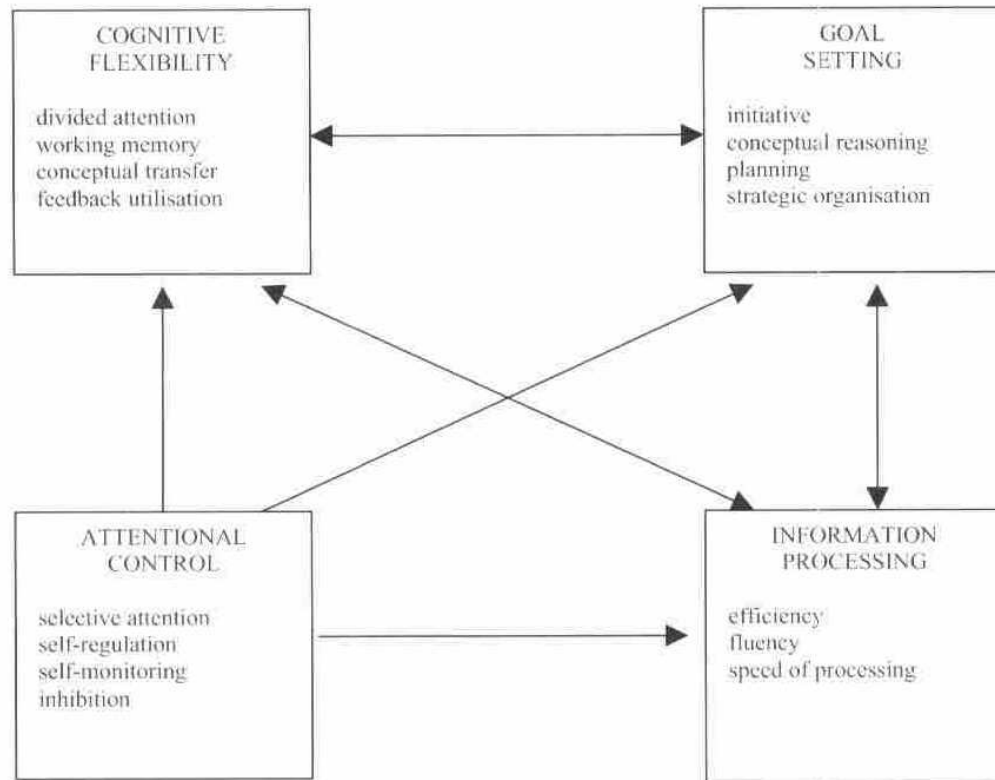 COGNITIVE
FLEXIBILITY
divided attention
working memory
conceptual transfer
feedback utilisation
GOAL
SETTING
initiative
conceptual reasoning
planning
strategic organisation
ATTENTIONAL
CONTROL
selective attention
self-regulation
self-monitoring
inhibition
INFORMATION
PROCESSING
efficiency
fluency
speed of processing